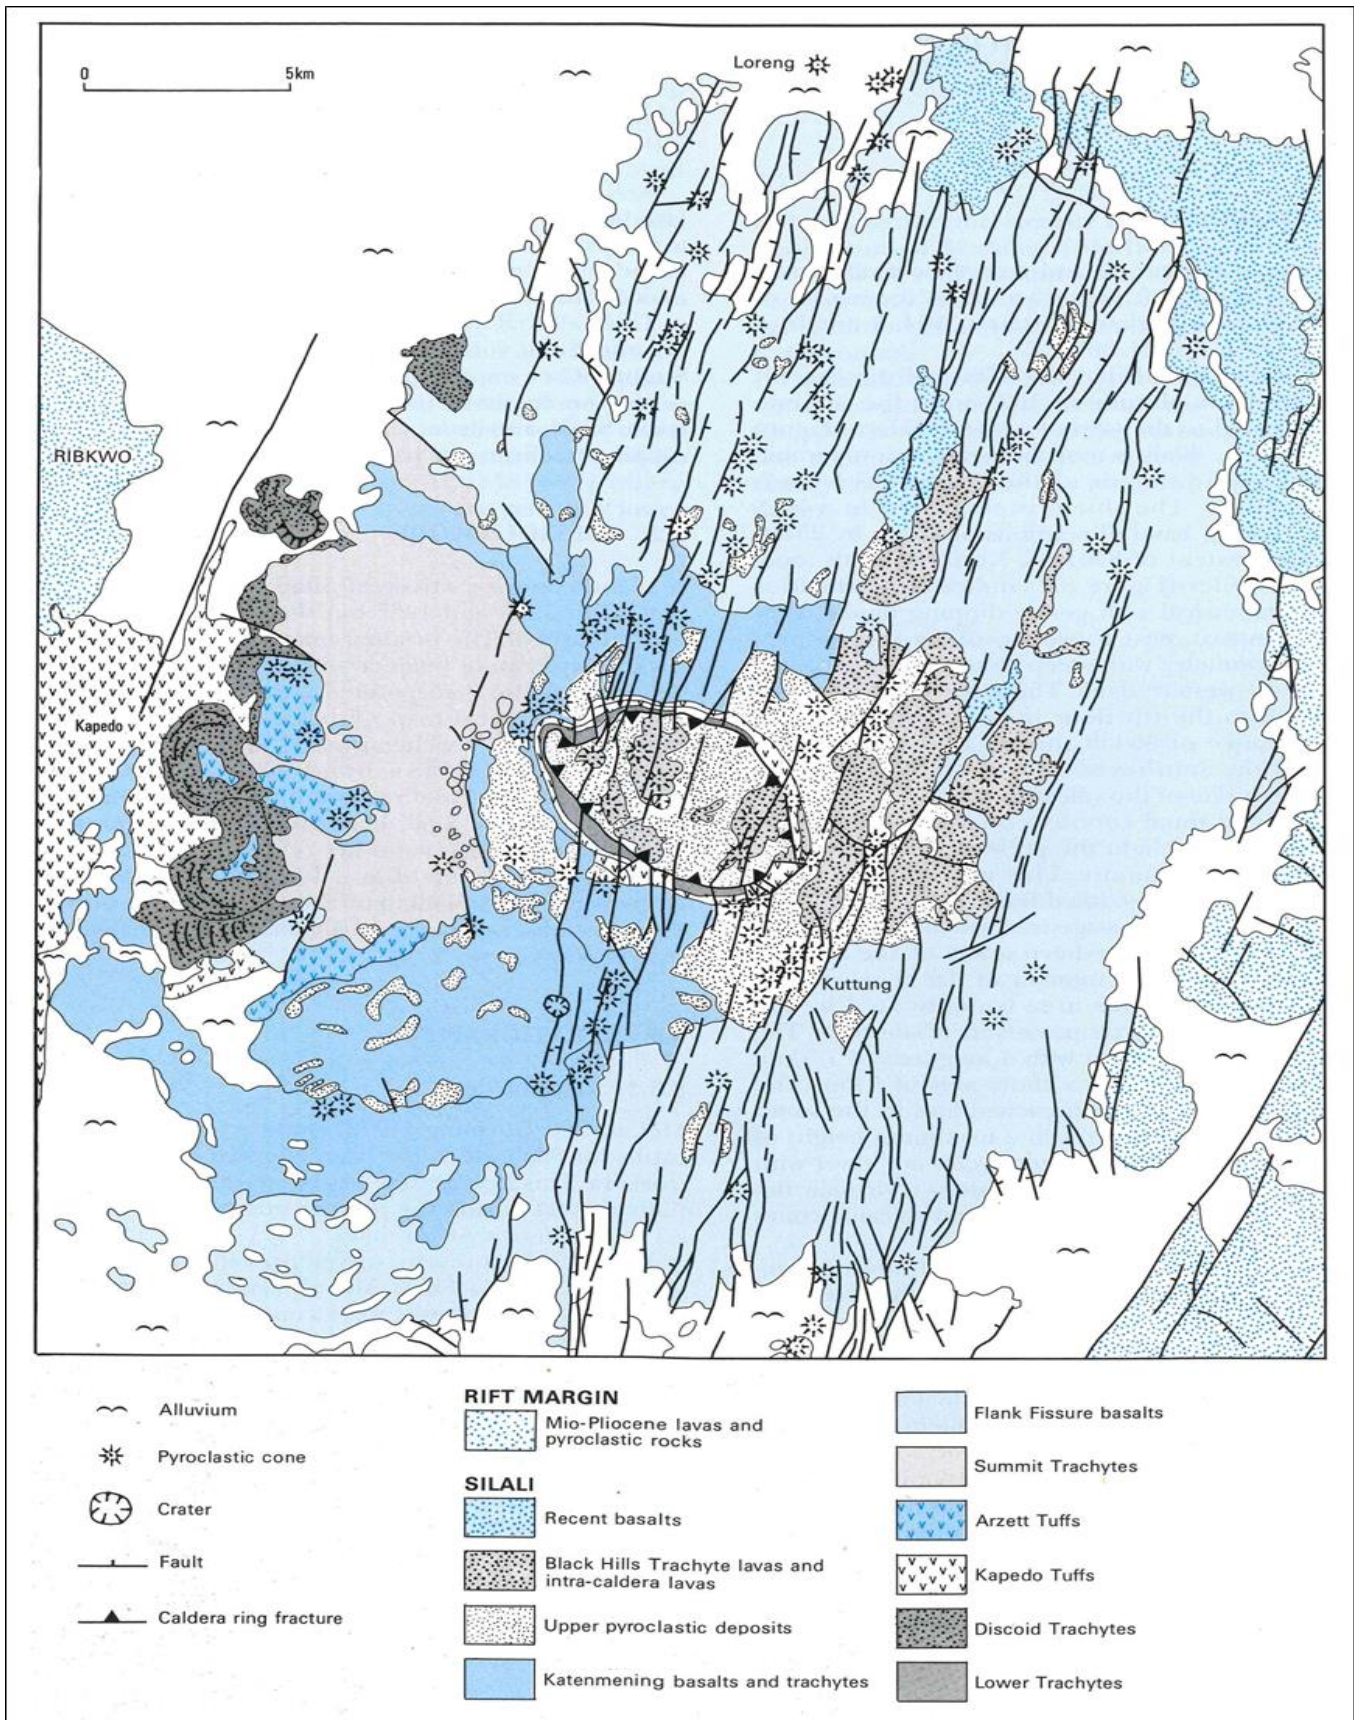 Loreng
0 5km
RIBKWO
Kapedo
Kuttung
Alluvium
Pyroclastic cone
Crater
Fault
Caldera ring fracture
RIFT MARGIN
Mio-Pliocene lavas and
pyroclastic rocks
SILALI
Recent basalts
Black Hills Trachyte lavas and
intra-caldera lavas
Upper pyroclastic deposits
Katenmening basalts and trachytes
Flank Fissure basalts
Summit Trachytes
Arzett Tuffs
Kapedo Tuffs
Discoid Trachytes
Lower Trachytes